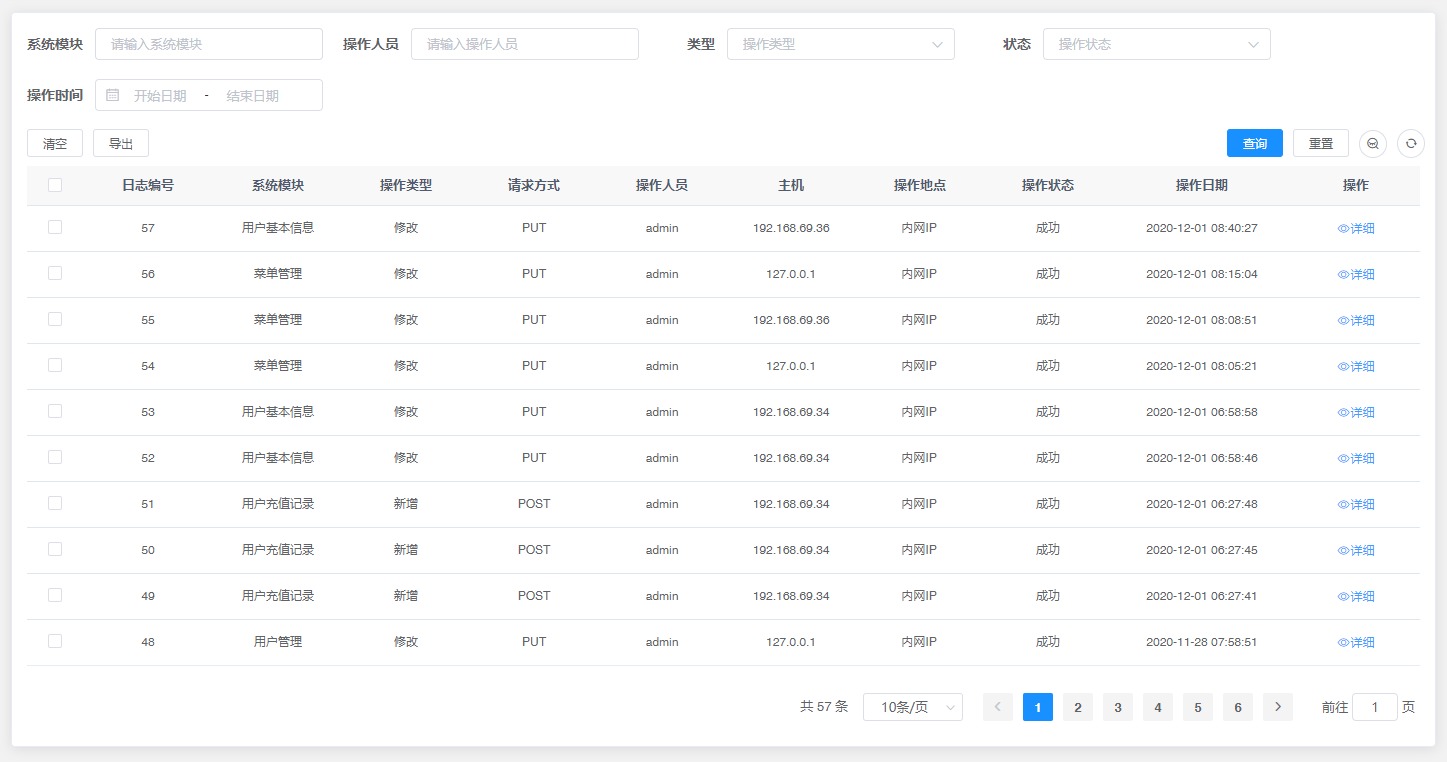 系统模块 请输入系统模块 操作人员 请输入操作人员 类型 操作类型 状态 操作状态
操作时间 开始日期 - 结束日期
清空 导出 查询 重置
日志编号 系统模块 操作类型 请求方式 操作人员 主机 操作地点 操作状态 操作日期 操作
57 用户基本信息 修改 PUT admin 192.168.69.36 内网IP 成功 2020-12-01 08:40:27 详细
56 菜单管理 修改 PUT admin 127.0.0.1 内网IP 成功 2020-12-01 08:15:04 详细
55 菜单管理 修改 PUT admin 192.168.69.36 内网IP 成功 2020-12-01 08:08:51 详细
54 菜单管理 修改 PUT admin 127.0.0.1 内网IP 成功 2020-12-01 08:05:21 详细
53 用户基本信息 修改 PUT admin 192.168.69.34 内网IP 成功 2020-12-01 06:58:58 详细
52 用户基本信息 修改 PUT admin 192.168.69.34 内网IP 成功 2020-12-01 06:58:46 详细
51 用户充值记录 新增 POST admin 192.168.69.34 内网IP 成功 2020-12-01 06:27:48 详细
50 用户充值记录 新增 POST admin 192.168.69.34 内网IP 成功 2020-12-01 06:27:45 详细
49 用户充值记录 新增 POST admin 192.168.69.34 内网IP 成功 2020-12-01 06:27:41 详细
48 用户管理 修改 PUT admin 127.0.0.1 内网IP 成功 2020-11-28 07:58:51 详细
共 57 条 10条/页 1 2 3 4 5 6 前往 1 页